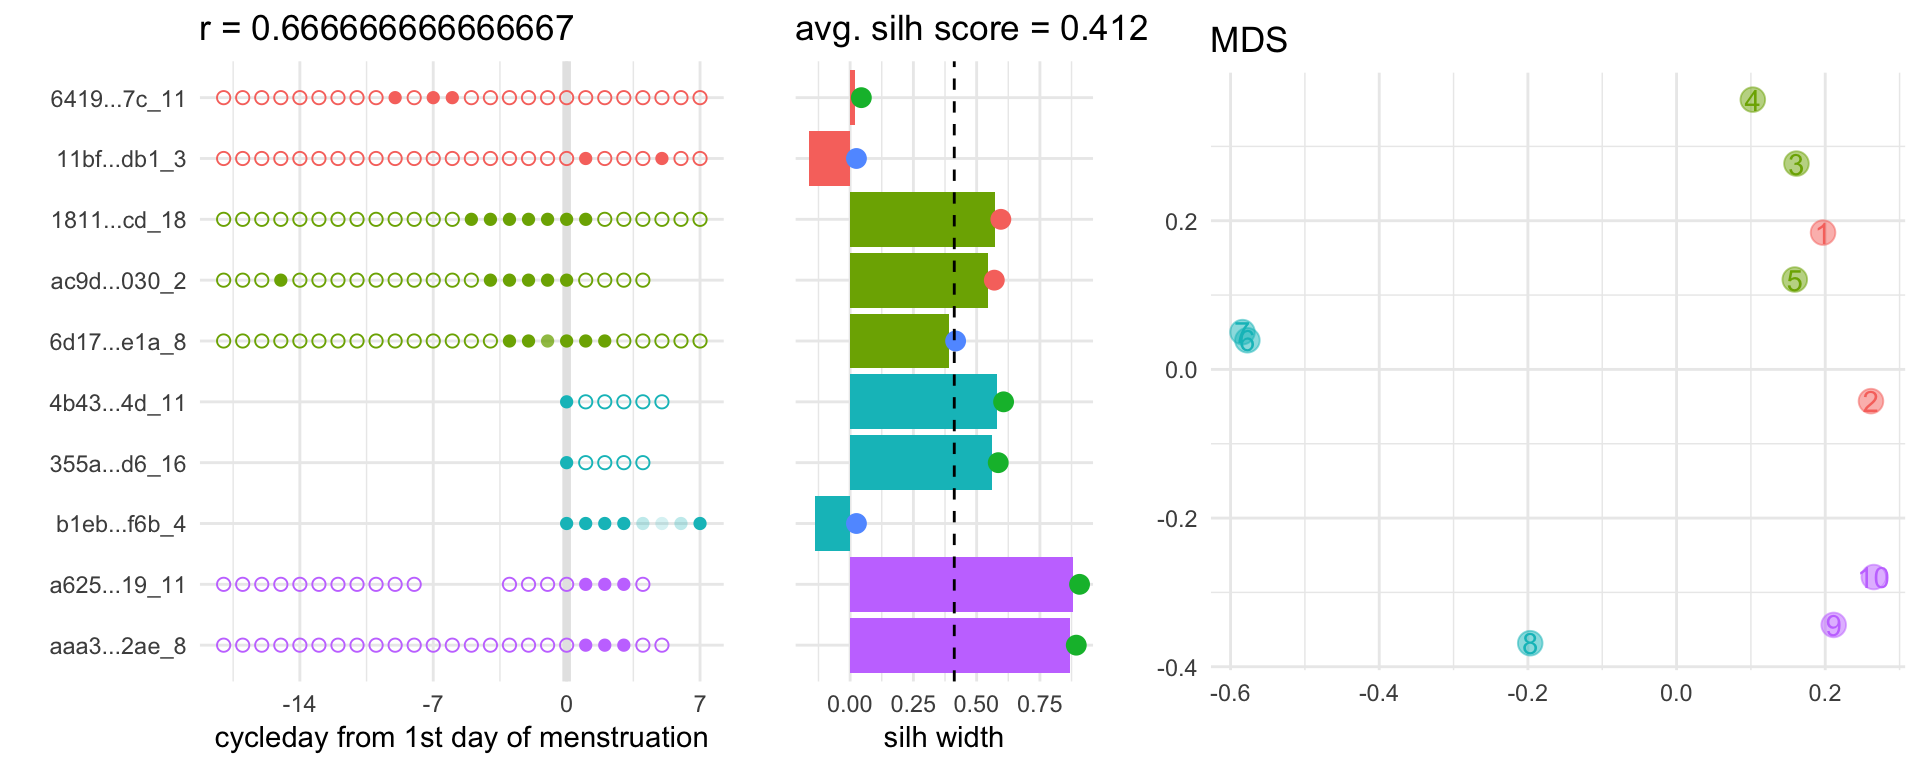 r = 0.666666666666667
6419...7c_11
11bf...db1_3
1811...cd_18
ac9d...030_2
6d17...e1a_8
4b43...4d_11
355a...d6_16
b1eb...f6b_4
a625...19_11
aaa3...2ae_8
-14 -7 0 7
cycleday from 1st day of menstruation
avg. silh score = 0.412
0.00 0.25 0.50 0.75
silh width
MDS
0.2
0.0
-0.2
-0.4
4
3
1
5
7
6
2
10
9
8
-0.6 -0.4 -0.2 0.0 0.2